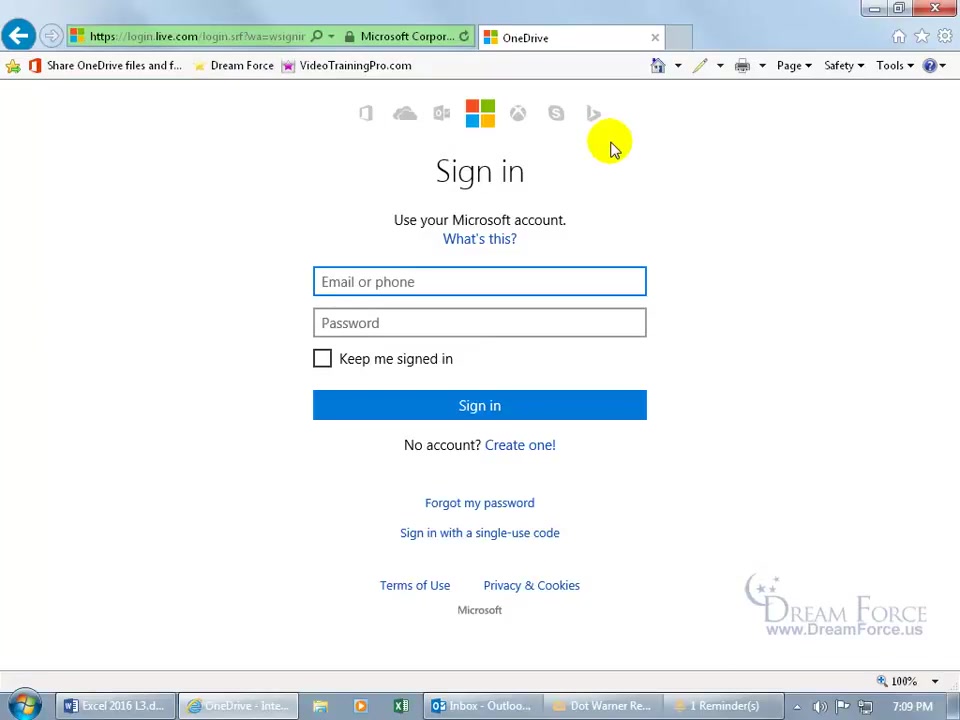 https://login.live.com/login.srf?wa=wsignir
Microsoft Corpor...
OneDrive
Share OneDrive files and f...
Dream Force
VideoTrainingPro.com
Page
Safety
Tools
Sign in
Use your Microsoft account.
What's this?
Email or phone
Password
Keep me signed in
Sign in
No account? Create one!
Forgot my password
Sign in with a single-use code
Terms of Use
Privacy & Cookies
Microsoft
DREAM FORCE
www.DreamForce.us
100%
Excel 2016 L3.d...
OneDrive - Inte...
Inbox - Outloo...
Dot Warner Re...
1 Reminder(s)
7:09 PM